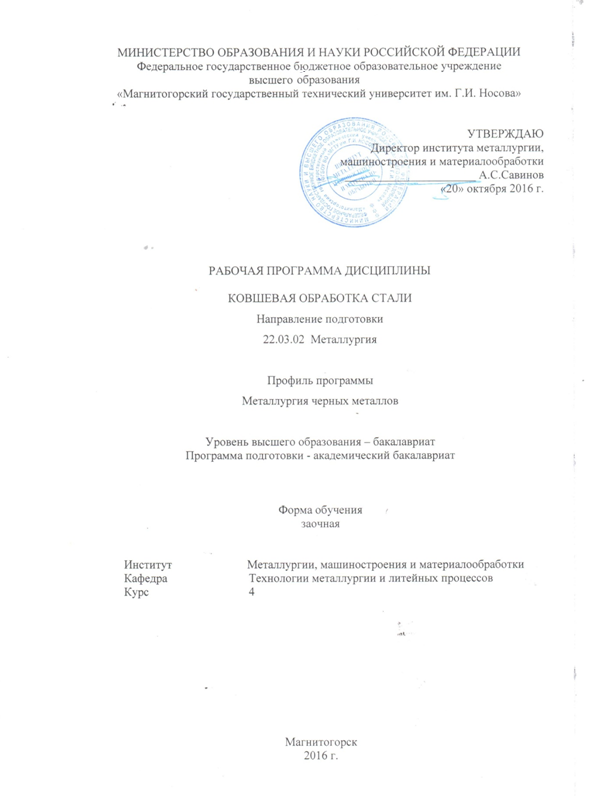 МИНИСТЕРСТВО ОБРАЗОВАНИЯ И НАУКИ РОССИЙСКОЙ ФЕДЕРАЦИИ
Федеральное государственное бюджетное образовательное учреждение
высшего образования
«Магнитогорский государственный технический университет им. Г.И. Носова»
УТВЕРЖДАЮ
Директор института металлургии,
машиностроения и материалообработки
А.С.Савинов
«20» октября 2016 г.
РАБОЧАЯ ПРОГРАММА ДИСЦИПЛИНЫ
КОВШЕВАЯ ОБРАБОТКА СТАЛИ
Направление подготовки
22.03.02 Металлургия
Профиль программы
Металлургия черных металлов
Уровень высшего образования – бакалавриат
Программа подготовки - академический бакалавриат
Форма обучения
заочная
Институт Металлургии, машиностроения и материалообработки
Кафедра Технологии металлургии и литейных процессов
Курс 4
Магнитогорск
2016 г.